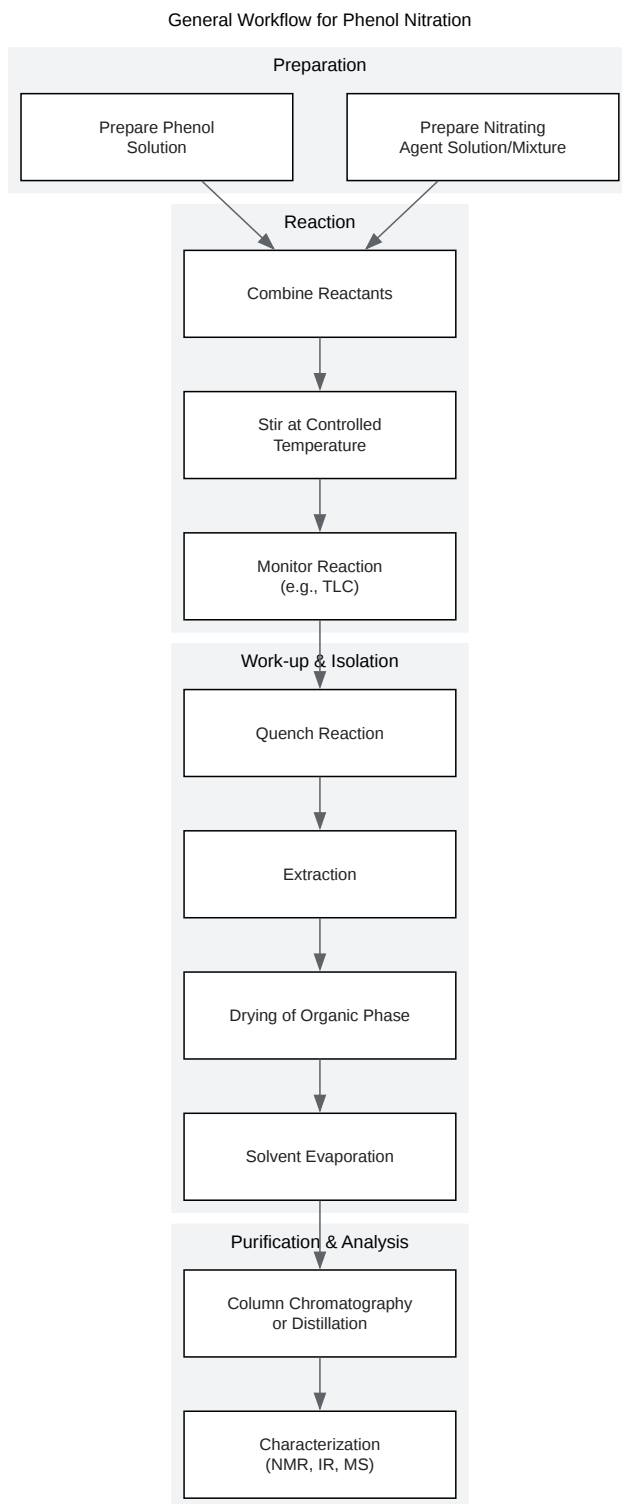 General Workflow for Phenol Nitration
Preparation
Prepare Phenol
Solution
Prepare Nitrating
Agent Solution/Mixture
Reaction
Combine Reactants
Stir at Controlled
Temperature
Monitor Reaction
(e.g., TLC)
Work-up & Isolation
Quench Reaction
Extraction
Drying of Organic Phase
Solvent Evaporation
Purification & Analysis
Column Chromatography
or Distillation
Characterization
(NMR, IR, MS)